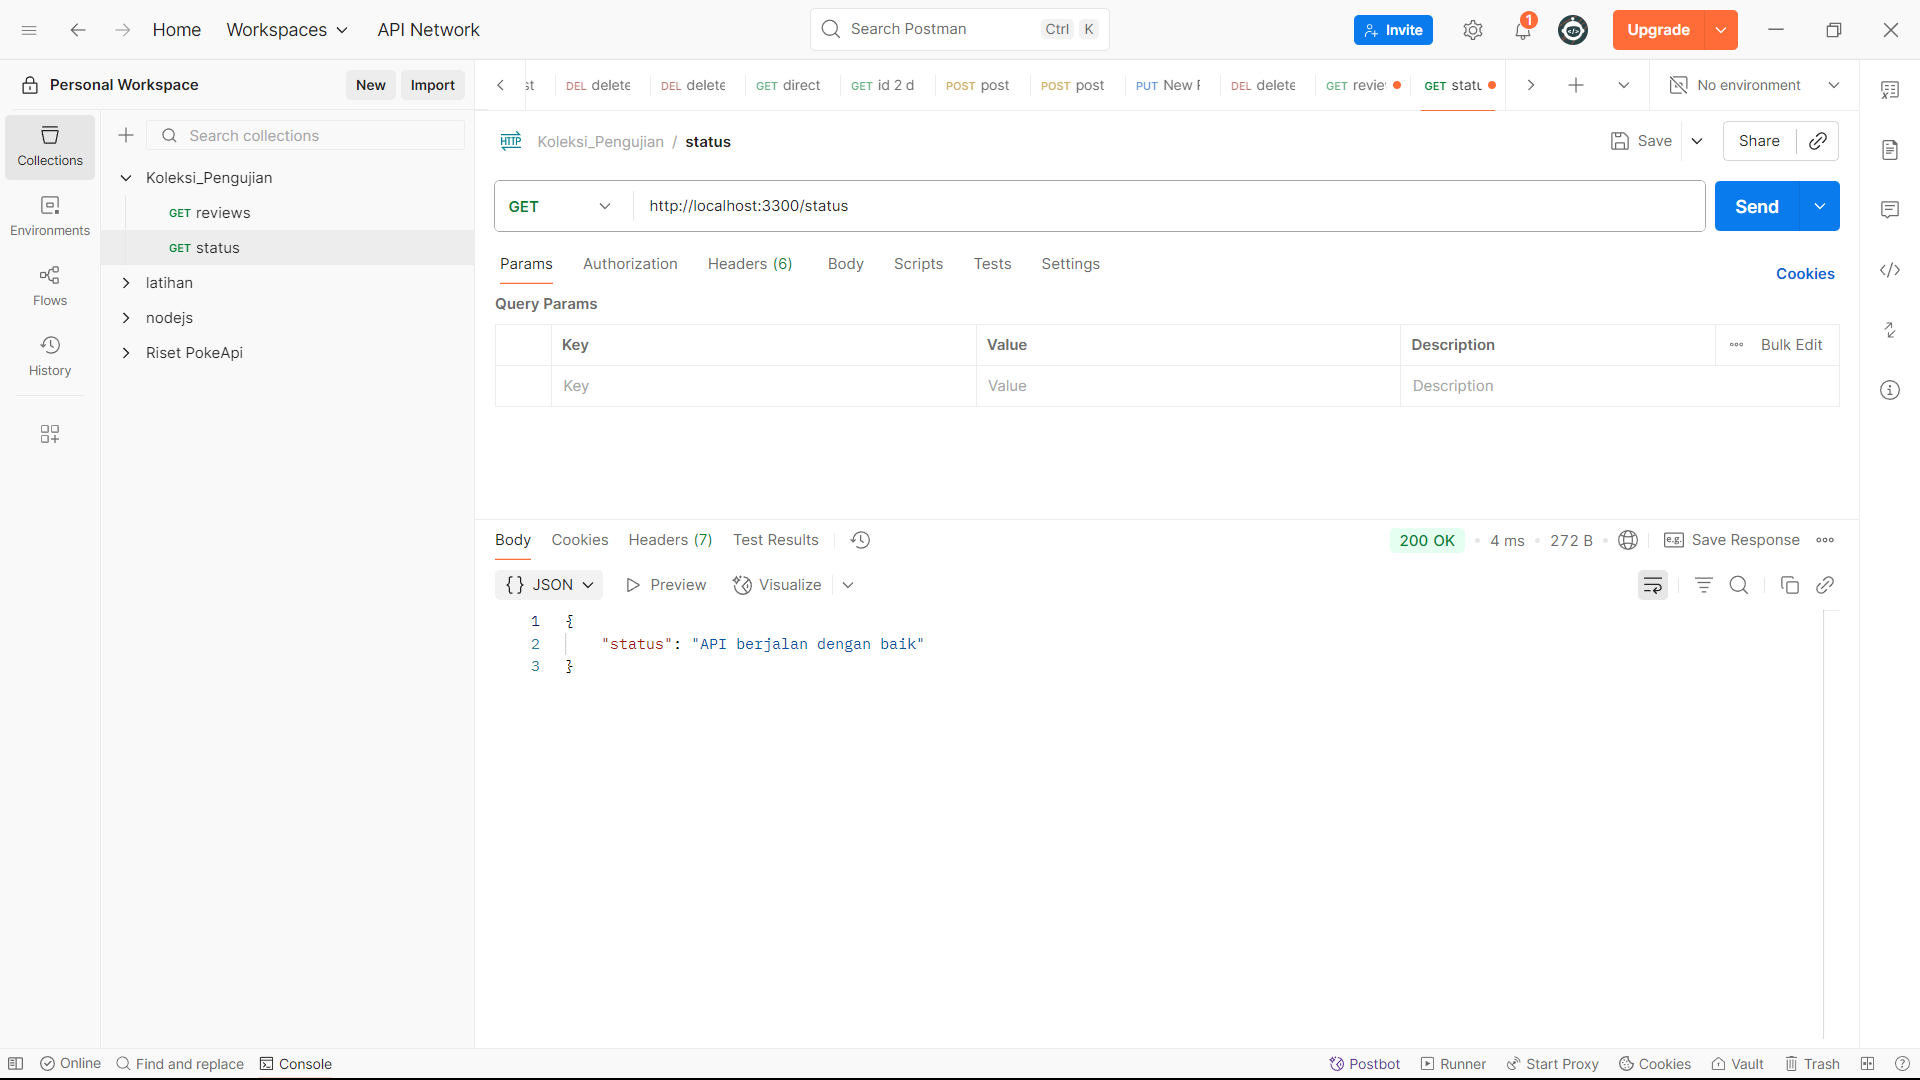 Home Workspaces API Network Search Postman Ctrl K Invite 1 Upgrade
Personal Workspace New Import
st DEL delete DEL delete GET direct GET id 2 d POST post POST post PUT New F DEL delete GET revie GET statu No environment
Collections
Environments
Flows
History
Search collections
Koleksi_Pengujian
GET reviews
GET status
latihan
nodejs
Riset PokeApi
HTTP Koleksi_Pengujian / status Save Share
GET http://localhost:3300/status Send
Params Authorization Headers (6) Body Scripts Tests Settings Cookies
Query Params
Key Value Description Bulk Edit
Key Value Description
Body Cookies Headers (7) Test Results 200 OK 4 ms 272 B e.g. Save Response
{} JSON Preview Visualize
1 {
2 "status": "API berjalan dengan baik"
3 }
Online Find and replace Console Postbot Runner Start Proxy Cookies Vault Trash